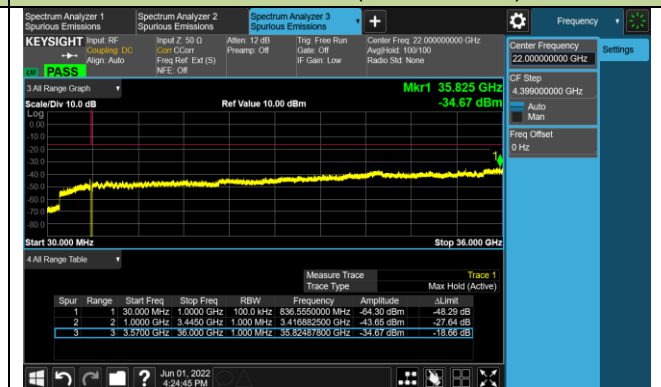 Spectrum Analyzer 1
Spurious Emissions
Spectrum Analyzer 2
Spurious Emissions
Spectrum Analyzer 3
Spurious Emissions
+
Frequency
KEYSIGHT
Input: RF
Coupling: DC
Align: Auto
Input Z: 50 Ω
Corr CCorr
Freq Ref: Ext (S)
NFE: Off
Atten: 12 dB
Preamp: Off
Trig: Free Run
Gate: Off
IF Gain: Low
Center Freq: 22.000000000 GHz
Avg|Hold: 100/100
Radio Std: None
LW
PASS
Center Frequency
22.000000000 GHz
Settings
CF Step
4.399000000 GHz
Auto
Man
Freq Offset
0 Hz
3 All Range Graph
Mkr1 35.825 GHz
Scale/Div 10.0 dB
Ref Value 10.00 dBm
-34.67 dBm
Log
0.00
-10.0
-20.0
-30.0
-40.0
-50.0
-60.0
-70.0
-80.0
1
Start 30.000 MHz
Stop 36.000 GHz
4 All Range Table
Measure Trace Trace 1
Trace Type Max Hold (Active)
Spur Range Start Freq Stop Freq RBW Frequency Amplitude ΔLimit
1 1 30.000 MHz 1.0000 GHz 100.0 kHz 836.5550000 MHz -64.30 dBm -48.29 dB
2 2 1.0000 GHz 3.4450 GHz 1.000 MHz 3.416882500 GHz -43.65 dBm -27.64 dB
3 3 3.5700 GHz 36.000 GHz 1.000 MHz 35.82487800 GHz -34.67 dBm -18.66 dB
?
Jun 01, 2022
4:24:45 PM